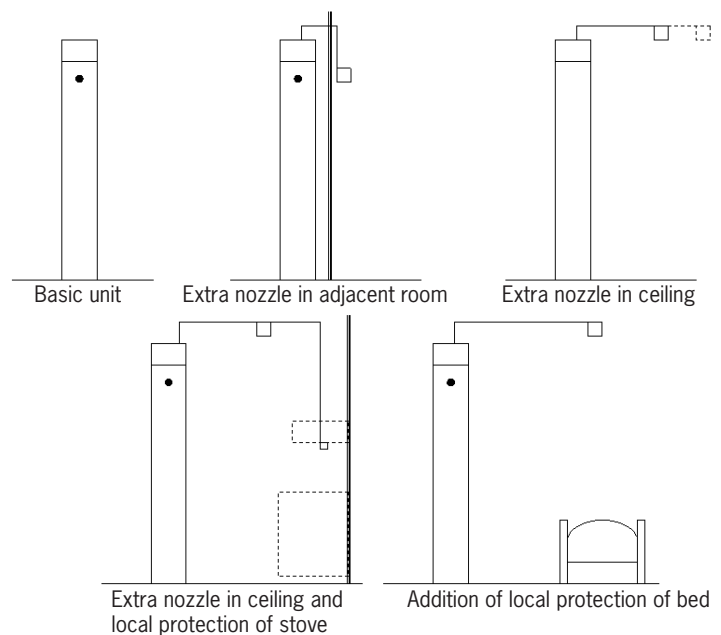 Basic unit
Extra nozzle in adjacent room
Extra nozzle in ceiling
Extra nozzle in ceiling and
local protection of stove
Addition of local protection of bed